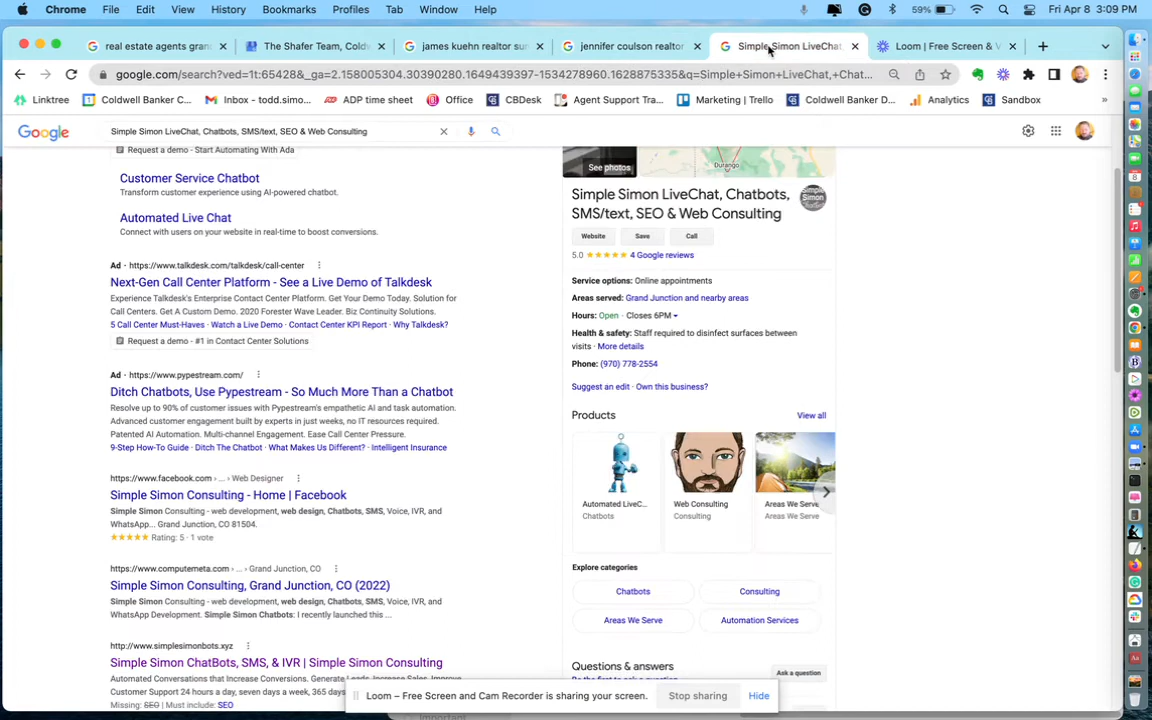 Chrome File Edit View History Bookmarks Profiles Tab Window Help 59% Fri Apr 8 3:09 PM
real estate agents gran
The Shafer Team, Coldw
james kuehn realtor sun
jennifer coulson realtor
Simple Simon LiveChat
Loom | Free Screen & V
google.com/search?ved=1t:65428&_ga=2.158005304.30390280.1649439397-1534278960.1628875335&q=Simple+Simon+LiveChat,+Chat...
Linktree
Coldwell Banker C...
Inbox - todd.simo...
ADP time sheet
Office
CBDesk
Agent Support Tra...
Marketing | Trello
Coldwell Banker D...
Analytics
Sandbox
»
Google
Simple Simon LiveChat, Chatbots, SMS/text, SEO & Web Consulting
Request a demo - Start Automating With Ada
Customer Service Chatbot
Transform customer experience using AI-powered chatbot.
Automated Live Chat
Connect with users on your website in real-time to boost conversions.
Ad · https://www.talkdesk.com/talkdesk/call-center
Next-Gen Call Center Platform - See a Live Demo of Talkdesk
Experience Talkdesk's Enterprise Contact Center Platform. Get Your Demo Today. Solution for
Call Centers. Get A Custom Demo. 2020 Forester Wave Leader. Biz Continuity Solutions.
5 Call Center Must-Haves · Watch a Live Demo · Contact Center KPI Report · Why Talkdesk?
Request a demo - #1 in Contact Center Solutions
Ad · https://www.pypestream.com/
Ditch Chatbots, Use Pypestream - So Much More Than a Chatbot
Resolve up to 90% of customer issues with Pypestream's empathetic AI and task automation.
Advanced customer engagement built by experts in just weeks, no IT resources required.
Patented AI Automation. Multi-channel Engagement. Ease Call Center Pressure.
9-Step How-To Guide · Ditch The Chatbot · What Makes Us Different? · Intelligent Insurance
https://www.facebook.com › ... › Web Designer
Simple Simon Consulting - Home | Facebook
Simple Simon Consulting - web development, web design, Chatbots, SMS, Voice, IVR, and
WhatsApp... Grand Junction, CO 81504.
Rating: 5 · 1 vote
https://www.computemeta.com › ... › Grand Junction, CO
Simple Simon Consulting, Grand Junction, CO (2022)
Simple Simon Consulting - web development, web design, Chatbots, SMS, Voice, IVR, and
WhatsApp Development. Simple Simon Chatbots: I recently launched this ...
http://www.simplesimonbots.xyz
Simple Simon ChatBots, SMS, & IVR | Simple Simon Consulting
Automated Conversations that Increase Conversions. Generate Leads, Increase Sales, Improve
Customer Support 24 hours a day, seven days a week, 365 days
Missing: SEO | Must include: SEO
See photos
Durango
Simple Simon LiveChat, Chatbots,
SMS/text, SEO & Web Consulting
Simple
Simon
Website Save Call
5.0 4 Google reviews
Service options: Online appointments
Areas served: Grand Junction and nearby areas
Hours: Open · Closes 6PM
Health & safety: Staff required to disinfect surfaces between
visits · More details
Phone: (970) 778-2554
Suggest an edit · Own this business?
Products View all
Automated LiveC...
Chatbots
Web Consulting
Consulting
Areas We Serve
Areas We Serve
Explore categories
Chatbots
Consulting
Areas We Serve
Automation Services
Questions & answers
Ask a question
Loom – Free Screen and Cam Recorder is sharing your screen. Stop sharing Hide